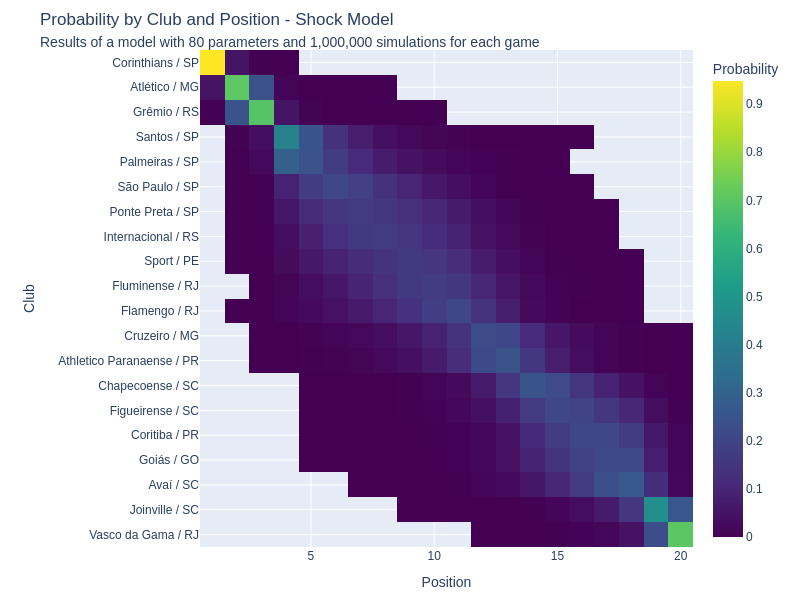 Probability by Club and Position - Shock Model
Results of a model with 80 parameters and 1,000,000 simulations for each game
Probability
Corinthians / SP
Atlético / MG
Grêmio / RS
Santos / SP
Palmeiras / SP
São Paulo / SP
Ponte Preta / SP
Internacional / RS
Sport / PE
Fluminense / RJ
Flamengo / RJ
Cruzeiro / MG
Athletico Paranaense / PR
Chapecoense / SC
Figueirense / SC
Coritiba / PR
Goiás / GO
Avaí / SC
Joinville / SC
Vasco da Gama / RJ
Club
5
10
15
20
Position
0.9
0.8
0.7
0.6
0.5
0.4
0.3
0.2
0.1
0